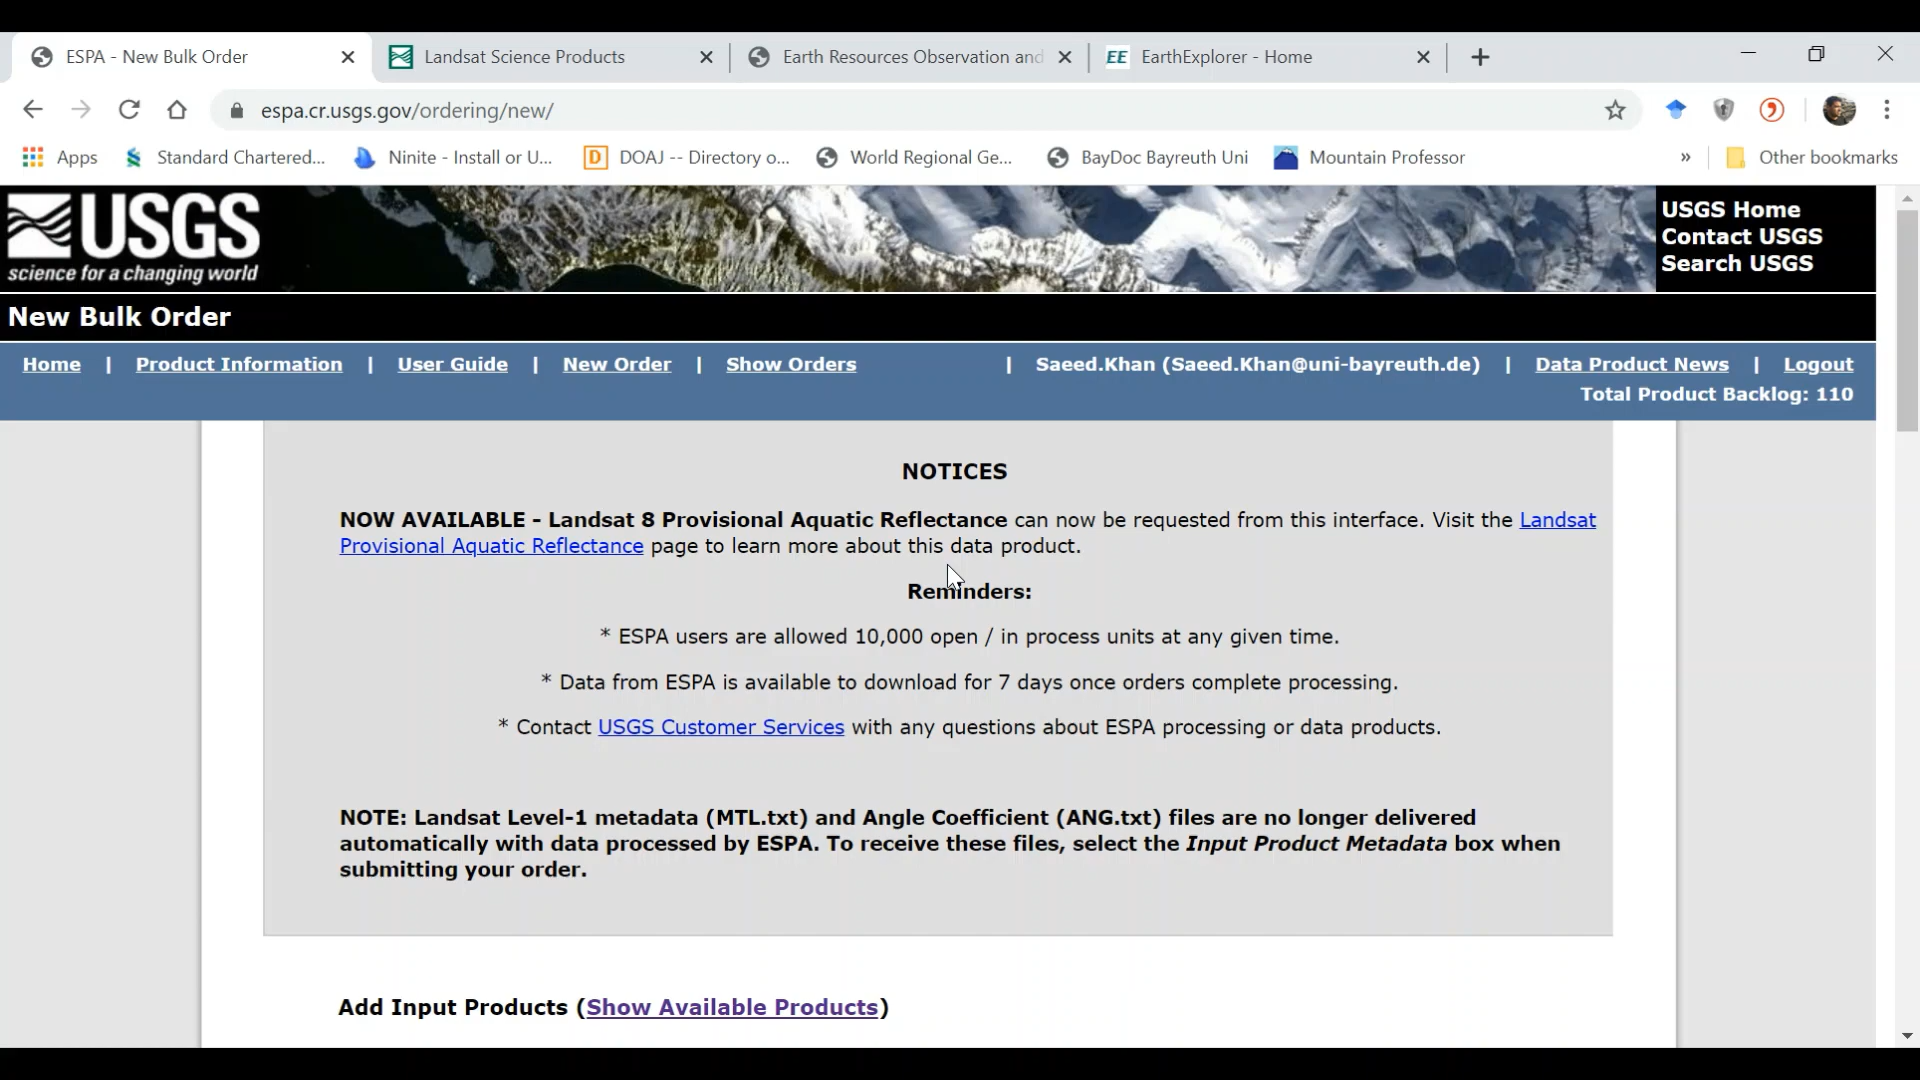 ESPA - New Bulk Order
Landsat Science Products
Earth Resources Observation and
EE EarthExplorer - Home
espa.cr.usgs.gov/ordering/new/
Apps
Standard Chartered...
Ninite - Install or U...
D DOAJ -- Directory o...
World Regional Ge...
BayDoc Bayreuth Uni
Mountain Professor
»
Other bookmarks
USGS
science for a changing world
USGS Home
Contact USGS
Search USGS
New Bulk Order
Home | Product Information | User Guide | New Order | Show Orders | Saeed.Khan (Saeed.Khan@uni-bayreuth.de) | Data Product News | Logout
Total Product Backlog: 110
NOTICES
NOW AVAILABLE - Landsat 8 Provisional Aquatic Reflectance can now be requested from this interface. Visit the Landsat
Provisional Aquatic Reflectance page to learn more about this data product.
Reminders:
* ESPA users are allowed 10,000 open / in process units at any given time.
* Data from ESPA is available to download for 7 days once orders complete processing.
* Contact USGS Customer Services with any questions about ESPA processing or data products.
NOTE: Landsat Level-1 metadata (MTL.txt) and Angle Coefficient (ANG.txt) files are no longer delivered
automatically with data processed by ESPA. To receive these files, select the Input Product Metadata box when
submitting your order.
Add Input Products (Show Available Products)